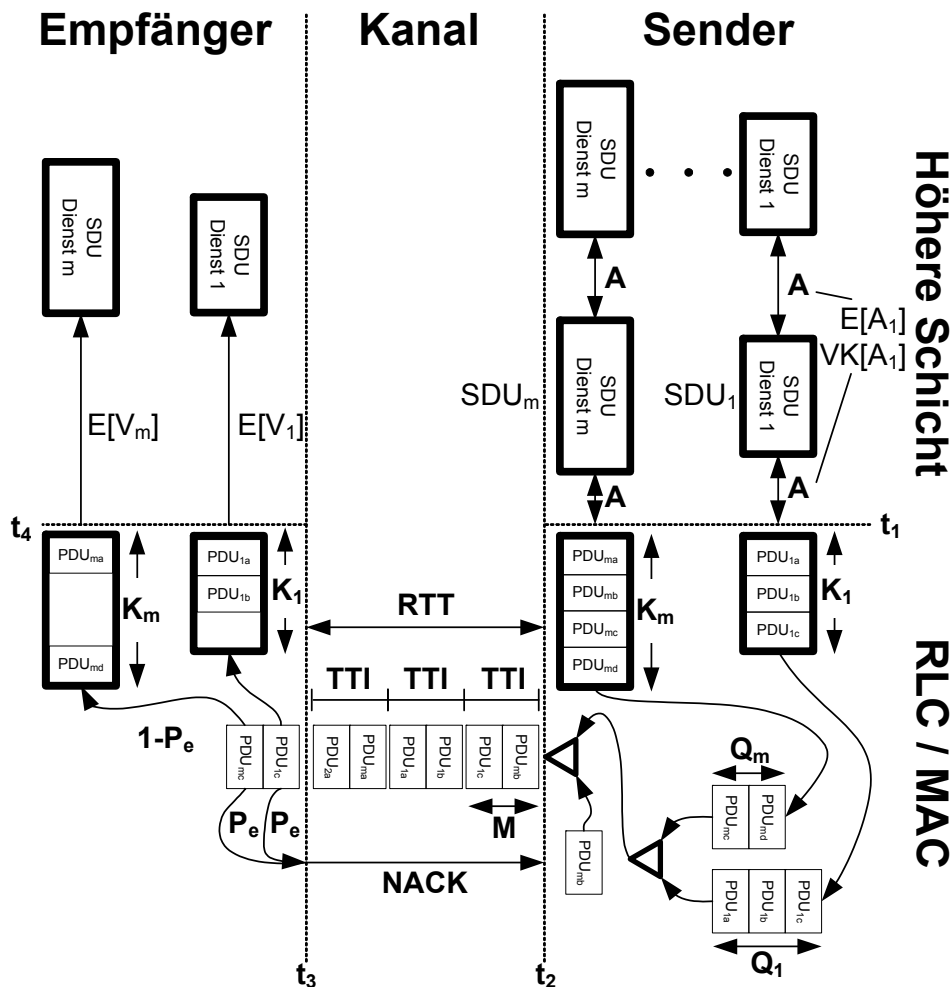 Empfänger
Kanal
Sender
SDU
Dienst m
SDU
Dienst 1
SDU
Dienst m
. . .
SDU
Dienst 1
Höhere Schicht
A
A
E[A₁]
VK[A₁]
SDUₘ
SDU
Dienst m
SDU₁
SDU
Dienst 1
E[Vₘ]
E[V₁]
A
A
t₄
t₁
PDUₘₐ
PDUₘd
Kₘ
PDU₁ₐ
PDU₁b
K₁
RTT
PDUₘₐ
PDUₘb
PDUₘc
PDUₘd
Kₘ
PDU₁ₐ
PDU₁b
PDU₁c
K₁
RLC / MAC
TTI
TTI
TTI
1-Pₑ
PDUₘc
PDU₁c
PDU₂ₐ
PDUₘₐ
PDU₁ₐ
PDU₁b
PDU₁c
PDUₘb
M
Pₑ
Pₑ
NACK
PDUₘb
Qₘ
PDUₘc
PDUₘd
PDU₁ₐ
PDU₁b
PDU₁c
Q₁
t₃
t₂